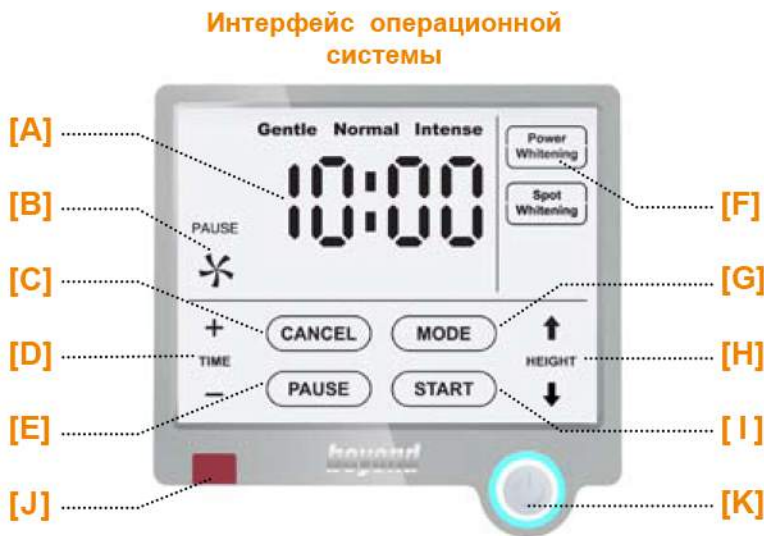 Интерфейс операционной
системы
[A]
Gentle Normal Intense
10:00
Power
Whitening
Spot
Whitening
[B]
PAUSE
[F]
[C]
CANCEL
MODE
[G]
[D]
+
TIME
−
HEIGHT
[H]
[E]
PAUSE
START
[I]
beyond
[J]
[K]